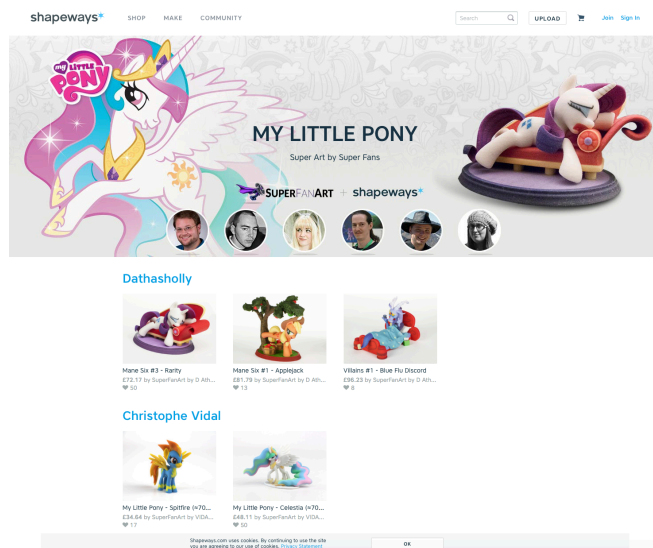 shapeways*
SHOP MAKE COMMUNITY
Search
UPLOAD
Join Sign In
my LITTLE PONY
MY LITTLE PONY
Super Art by Super Fans
SUPERFANART + shapeways*
Dathasholly
Mane Six #3 - Rarity
£72.17 by SuperFanArt by D Ath...
50
Mane Six #1 - Applejack
£81.79 by SuperFanArt by D Ath...
13
Villains #1 - Blue Flu Discord
£96.23 by SuperFanArt by D Ath...
8
Christophe Vidal
My Little Pony - Spitfire (≈70...
£34.64 by SuperFanArt by VIDA...
17
My Little Pony - Celestia (≈70...
£48.11 by SuperFanArt by VIDA...
50
Shapeways.com uses cookies. By continuing to use the site
you are agreeing to our use of cookies. Privacy Statement
OK